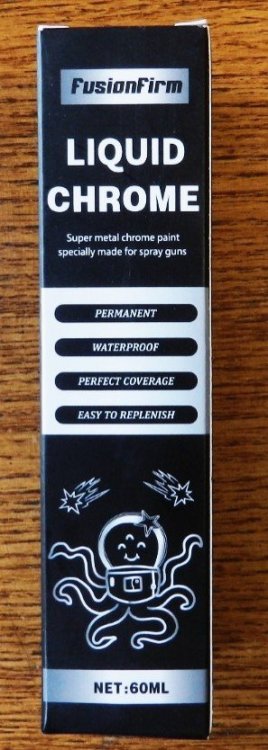 FusionFirm
LIQUID
CHROME
Super metal chrome paint
specially made for spray guns
PERMANENT
WATERPROOF
PERFECT COVERAGE
EASY TO REPLENISH
NET:60ML